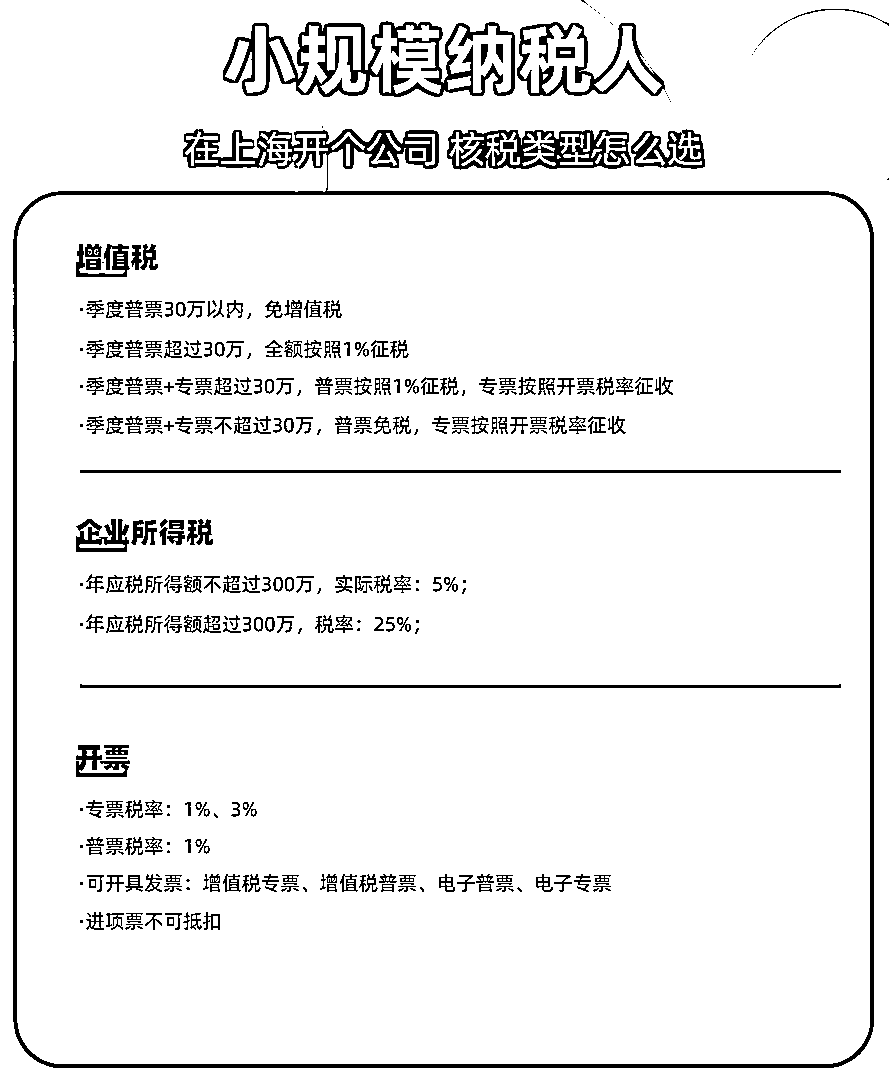 小规模纳税人
在上海开个公司 核税类型怎么选
增值税
·季度普票30万以内，免增值税
·季度普票超过30万，全额按照1%征税
·季度普票+专票超过30万，普票按照1%征税，专票按照开票税率征收
·季度普票+专票不超过30万，普票免税，专票按照开票税率征收
企业所得税
·年应税所得额不超过300万，实际税率：5%；
·年应税所得额超过300万，税率：25%；
开票
·专票税率：1%、3%
·普票税率：1%
·可开具发票：增值税专票、增值税普票、电子普票、电子专票
·进项票不可抵扣